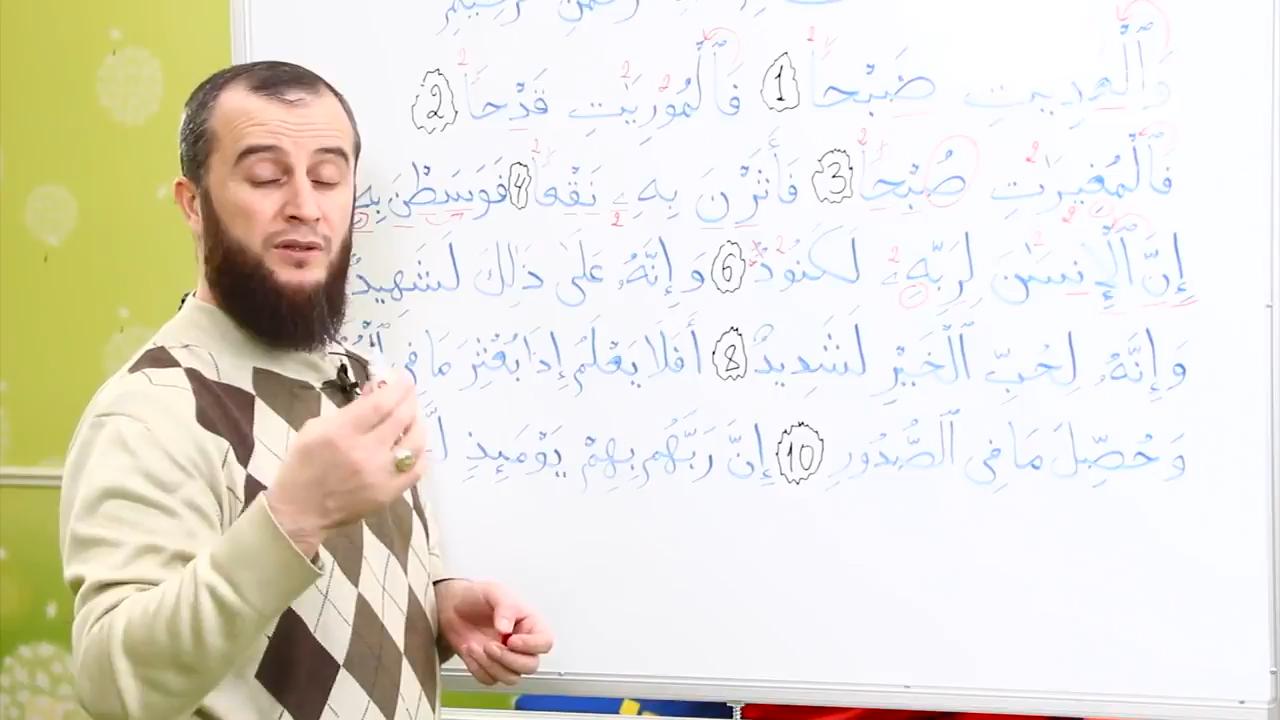 وَٱلْعَٰدِيَٰتِ ضَبْحًا 1 فَٱلْمُورِيَٰتِ قَدْحًا 2
فَٱلْمُغِيرَٰتِ صُبْحًا 3 فَأَثَرْنَ بِهِۦ نَقْعًا 4 فَوَسَطْنَ بِهِ
إِنَّ ٱلْإِنسَٰنَ لِرَبِّهِۦ لَكَنُودٌ 6 وَإِنَّهُۥ عَلَىٰ ذَٰلِكَ لَشَهِيدٌ
وَإِنَّهُۥ لِحُبِّ ٱلْخَيْرِ لَشَدِيدٌ 8 أَفَلَا يَعْلَمُ إِذَا بُعْثِرَ مَا فِى
وَحُصِّلَ مَا فِى ٱلصُّدُورِ 10 إِنَّ رَبَّهُم بِهِمْ يَوْمَئِذٍ